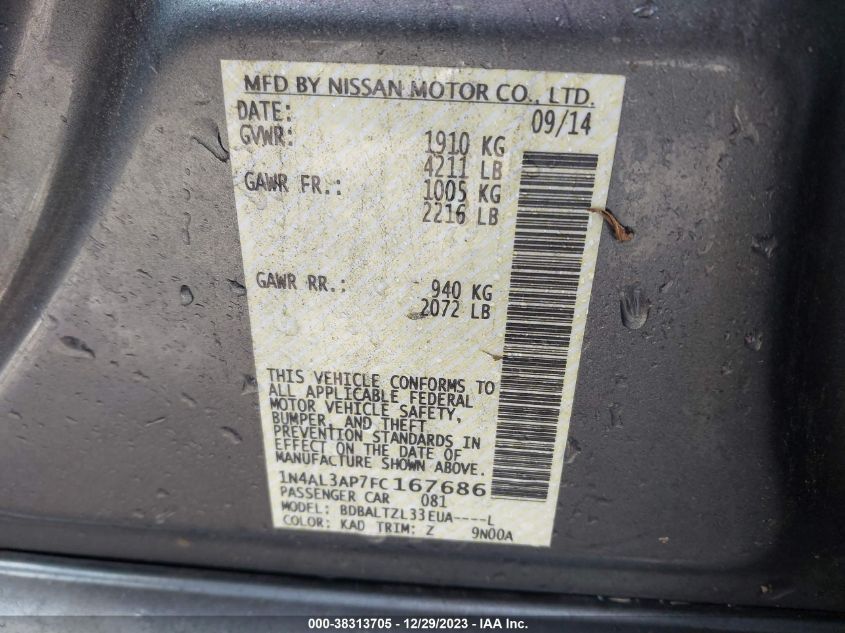 MFD BY NISSAN MOTOR CO., LTD.
DATE: 09/14
GVWR: 1910 KG
4211 LB
GAWR FR.: 1005 KG
2216 LB
GAWR RR.: 940 KG
2072 LB
THIS VEHICLE CONFORMS TO
ALL APPLICABLE FEDERAL
MOTOR VEHICLE SAFETY,
BUMPER, AND THEFT
PREVENTION STANDARDS IN
EFFECT ON THE DATE OF
MANUFACTURE SHOWN ABOVE.
1N4AL3AP7FC167686
PASSENGER CAR 081
MODEL: BDBALTZL33EUA----L
COLOR: KAD TRIM: Z 9N00A
000-38313705 - 12/29/2023 - IAA Inc.